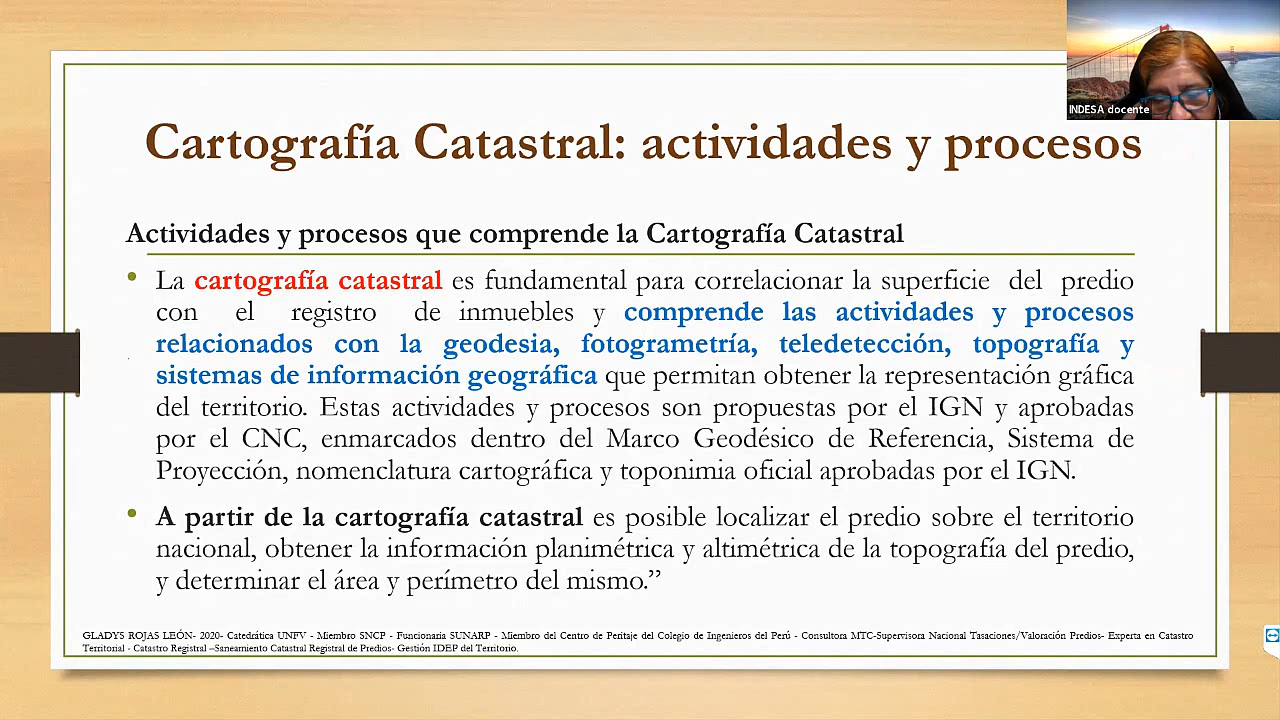 INDESA docente
Cartografía Catastral: actividades y procesos
Actividades y procesos que comprende la Cartografía Catastral
• La cartografía catastral es fundamental para correlacionar la superficie del predio
con el registro de inmuebles y comprende las actividades y procesos
relacionados con la geodesia, fotogrametría, teledetección, topografía y
sistemas de información geográfica que permitan obtener la representación gráfica
del territorio. Estas actividades y procesos son propuestas por el IGN y aprobadas
por el CNC, enmarcados dentro del Marco Geodésico de Referencia, Sistema de
Proyección, nomenclatura cartográfica y toponimia oficial aprobadas por el IGN.
• A partir de la cartografía catastral es posible localizar el predio sobre el territorio
nacional, obtener la información planimétrica y altimétrica de la topografía del predio,
y determinar el área y perímetro del mismo.”
GLADYS ROJAS LEÓN- 2020- Catedrática UNFV - Miembro SNCP - Funcionaria SUNARP - Miembro del Centro de Peritaje del Colegio de Ingenieros del Perú - Consultora MTC-Supervisora Nacional Tasaciones/Valoración Predios- Experta en Catastro
Territorial - Catastro Registral –Saneamiento Catastral Registral de Predios- Gestión IDEP del Territorio.